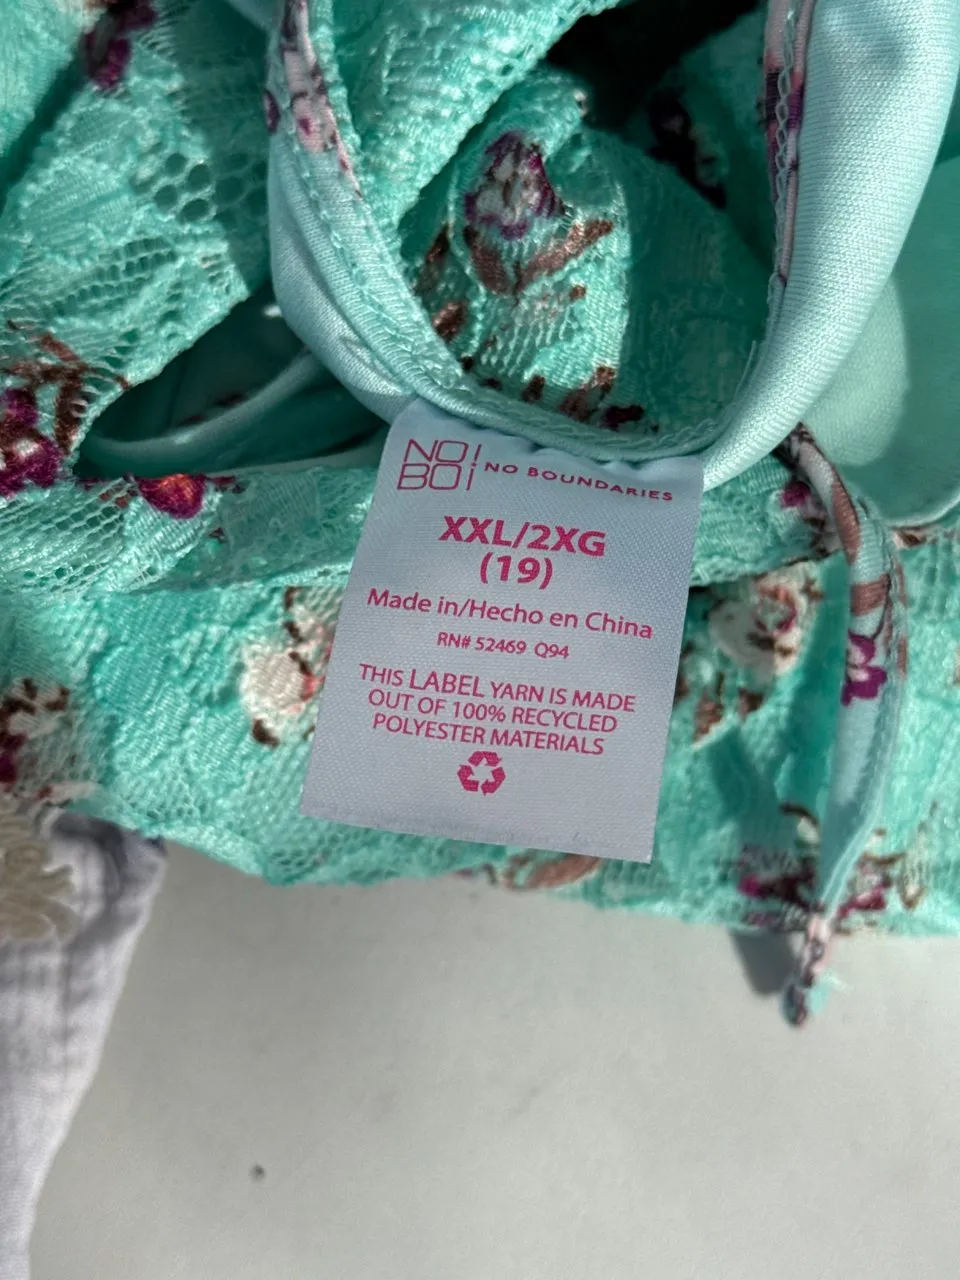 NO!
BO¡
NO BOUNDARIES
XXL/2XG
(19)
Made in/Hecho en China
RN# 52469 Q94
THIS LABEL YARN IS MADE
OUT OF 100% RECYCLED
POLYESTER MATERIALS